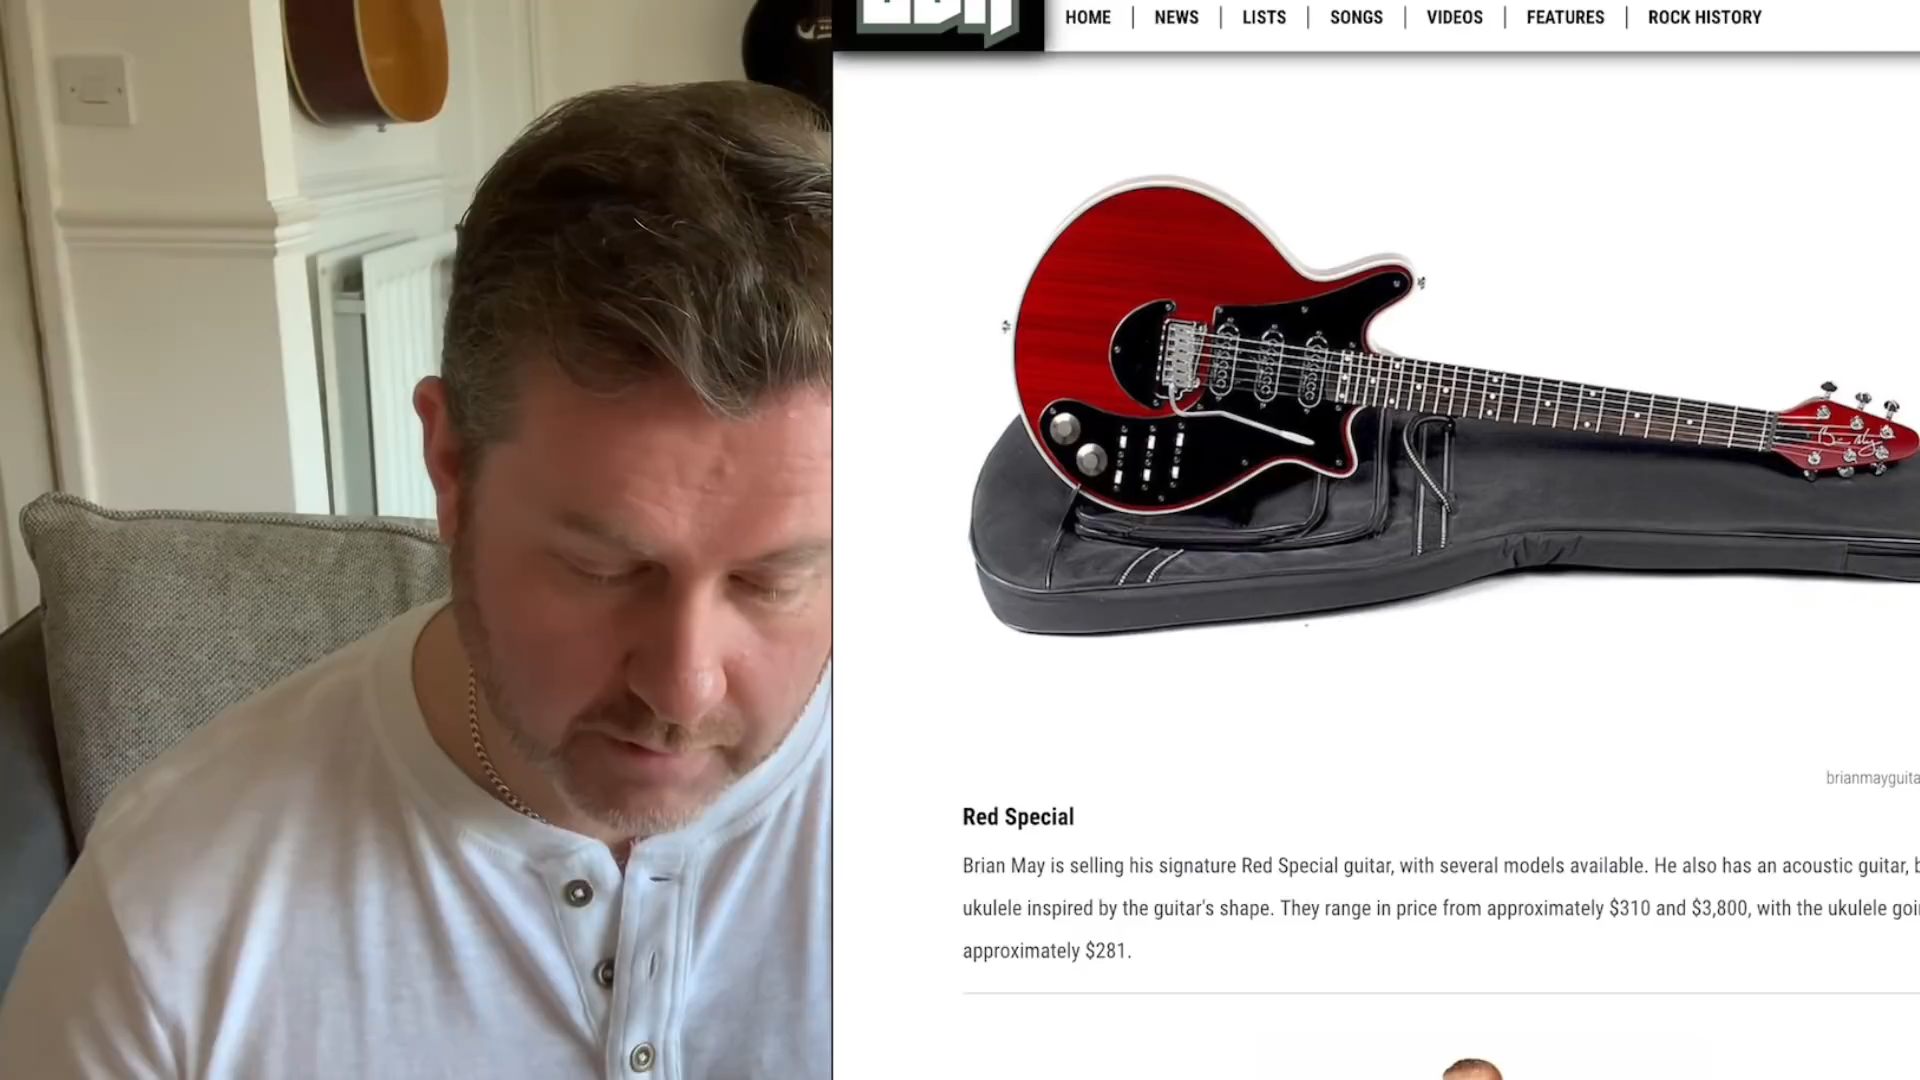 HOME | NEWS | LISTS | SONGS | VIDEOS | FEATURES | ROCK HISTORY
Brian May
brianmayguita
Red Special
Brian May is selling his signature Red Special guitar, with several models available. He also has an acoustic guitar, b
ukulele inspired by the guitar's shape. They range in price from approximately $310 and $3,800, with the ukulele goi
approximately $281.